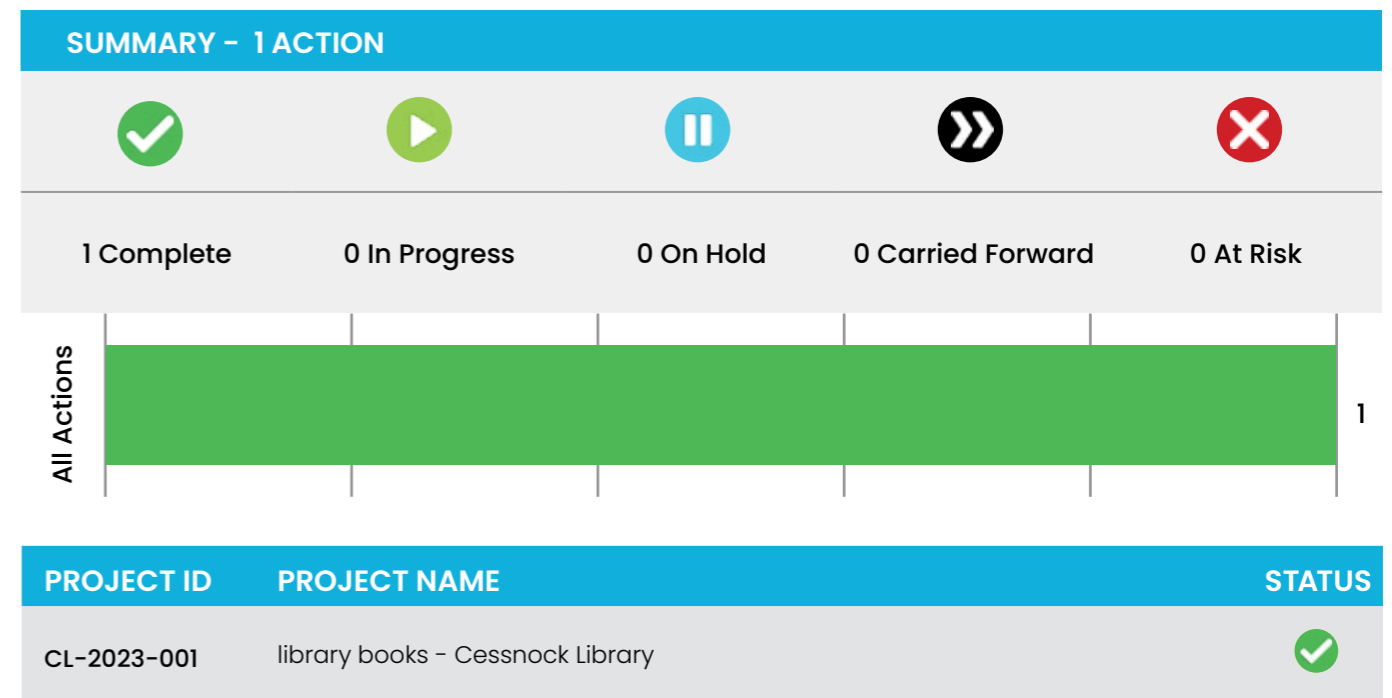 SUMMARY - 1 ACTION
1 Complete 0 In Progress 0 On Hold 0 Carried Forward 0 At Risk
All Actions
1
PROJECT ID PROJECT NAME STATUS
CL-2023-001 library books - Cessnock Library